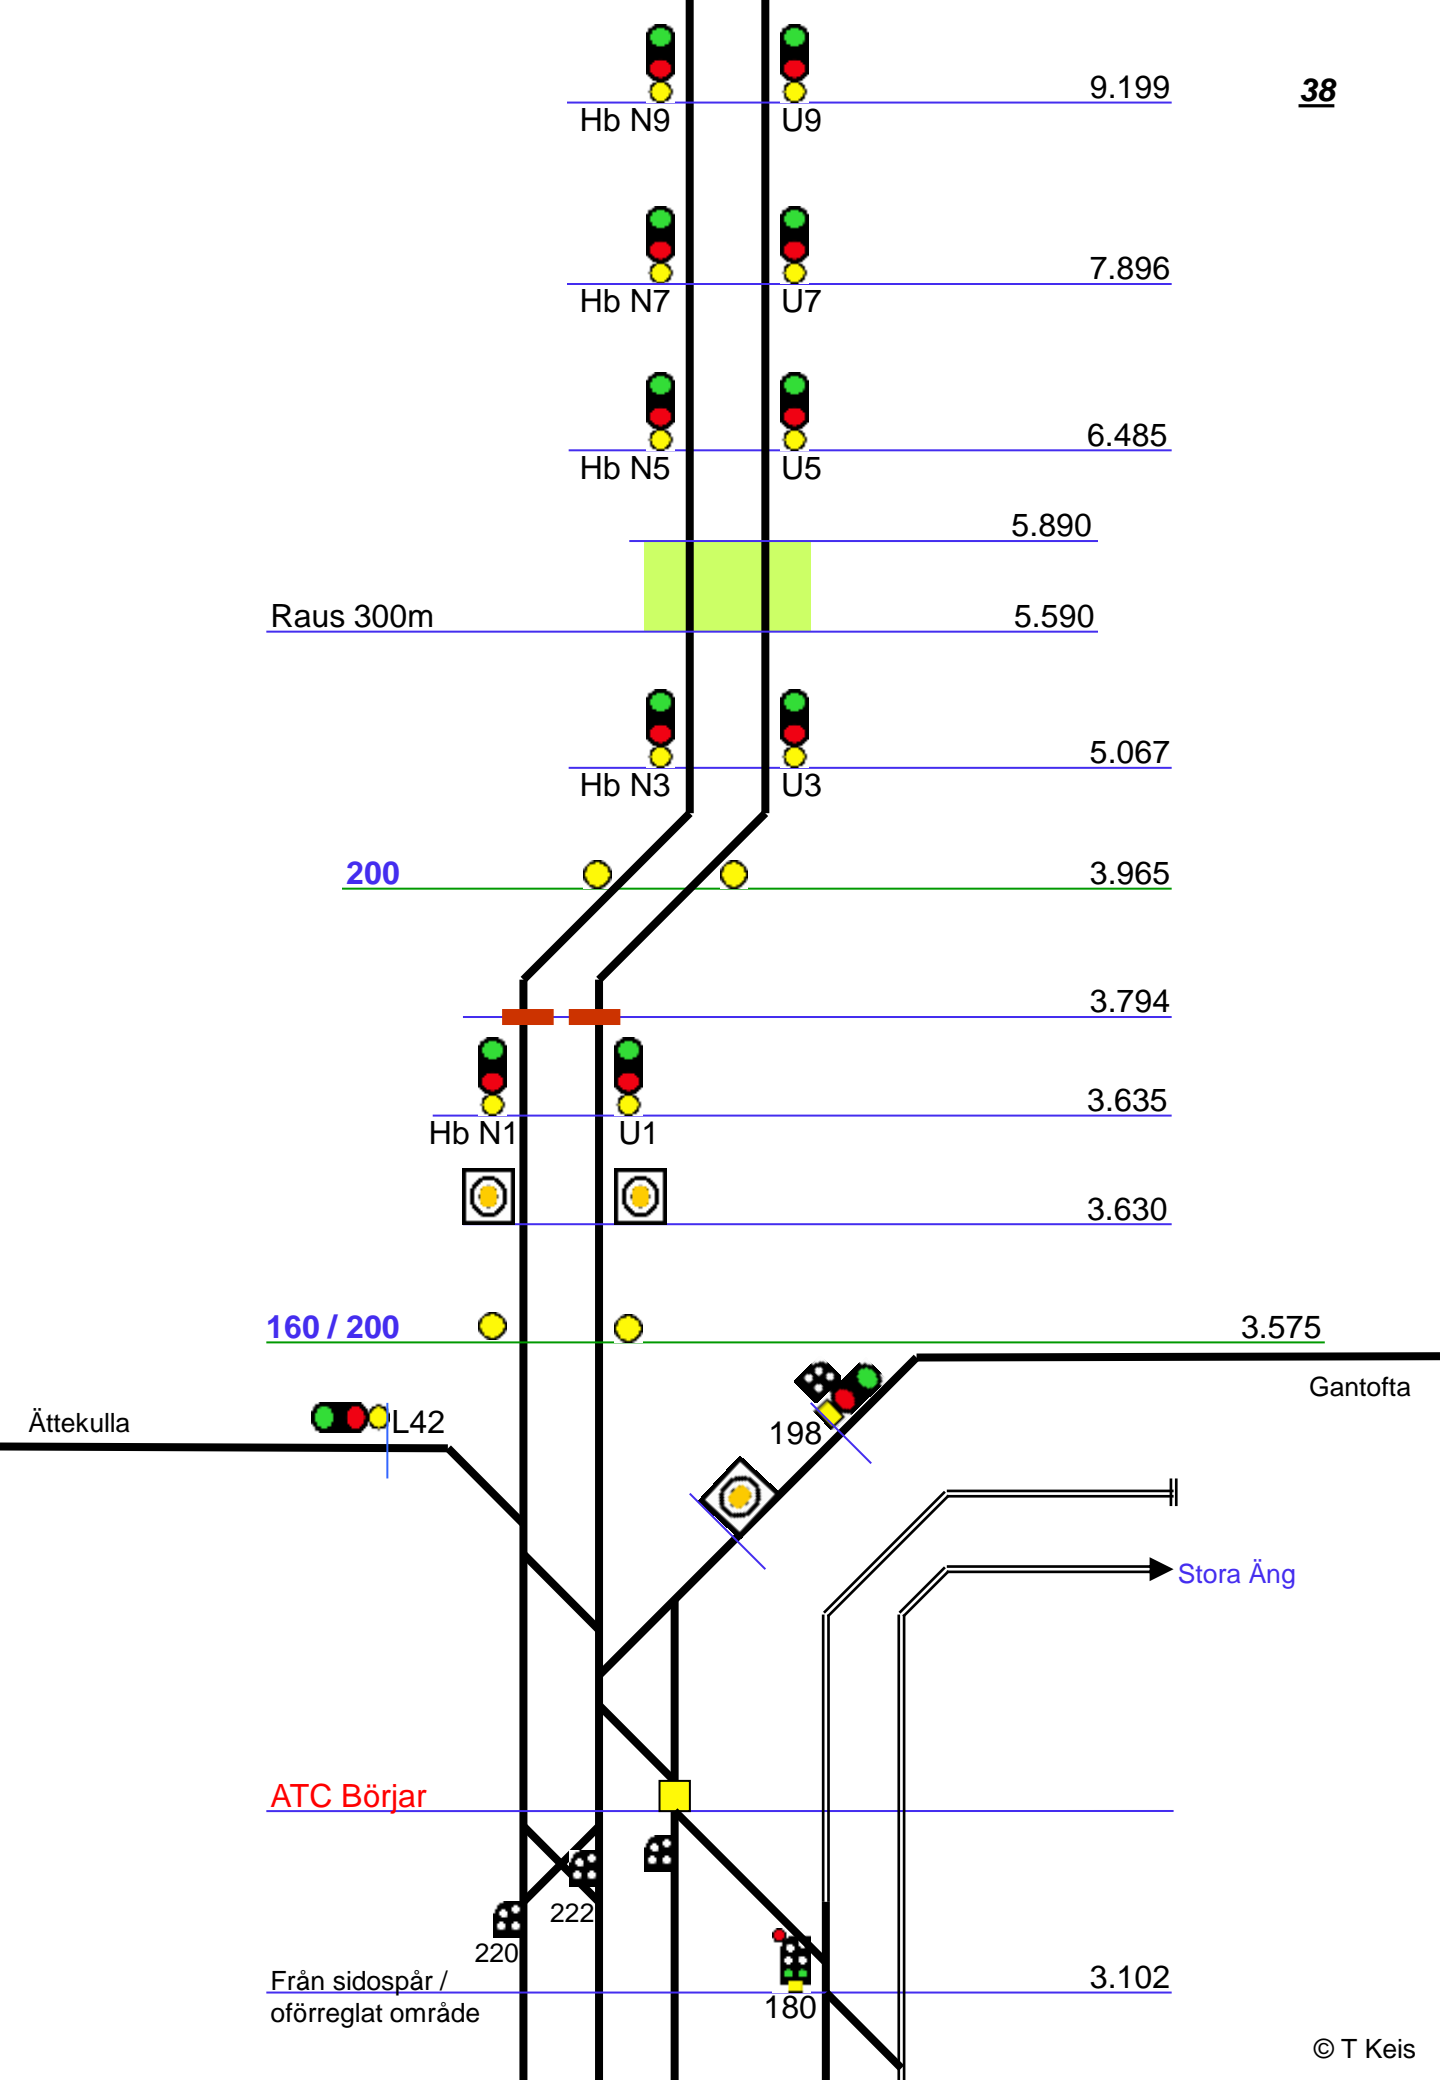 9.199
38
Hb N9 U9
7.896
Hb N7 U7
6.485
Hb N5 U5
5.890
Raus 300m 5.590
5.067
Hb N3 U3
200 3.965
3.794
3.635
Hb N1 U1
3.630
160 / 200 3.575
Gantofta
Ättekulla L42
198
Stora Äng
ATC Börjar
222
220
Från sidospår / 3.102
oförreglat område 180
© T Keis